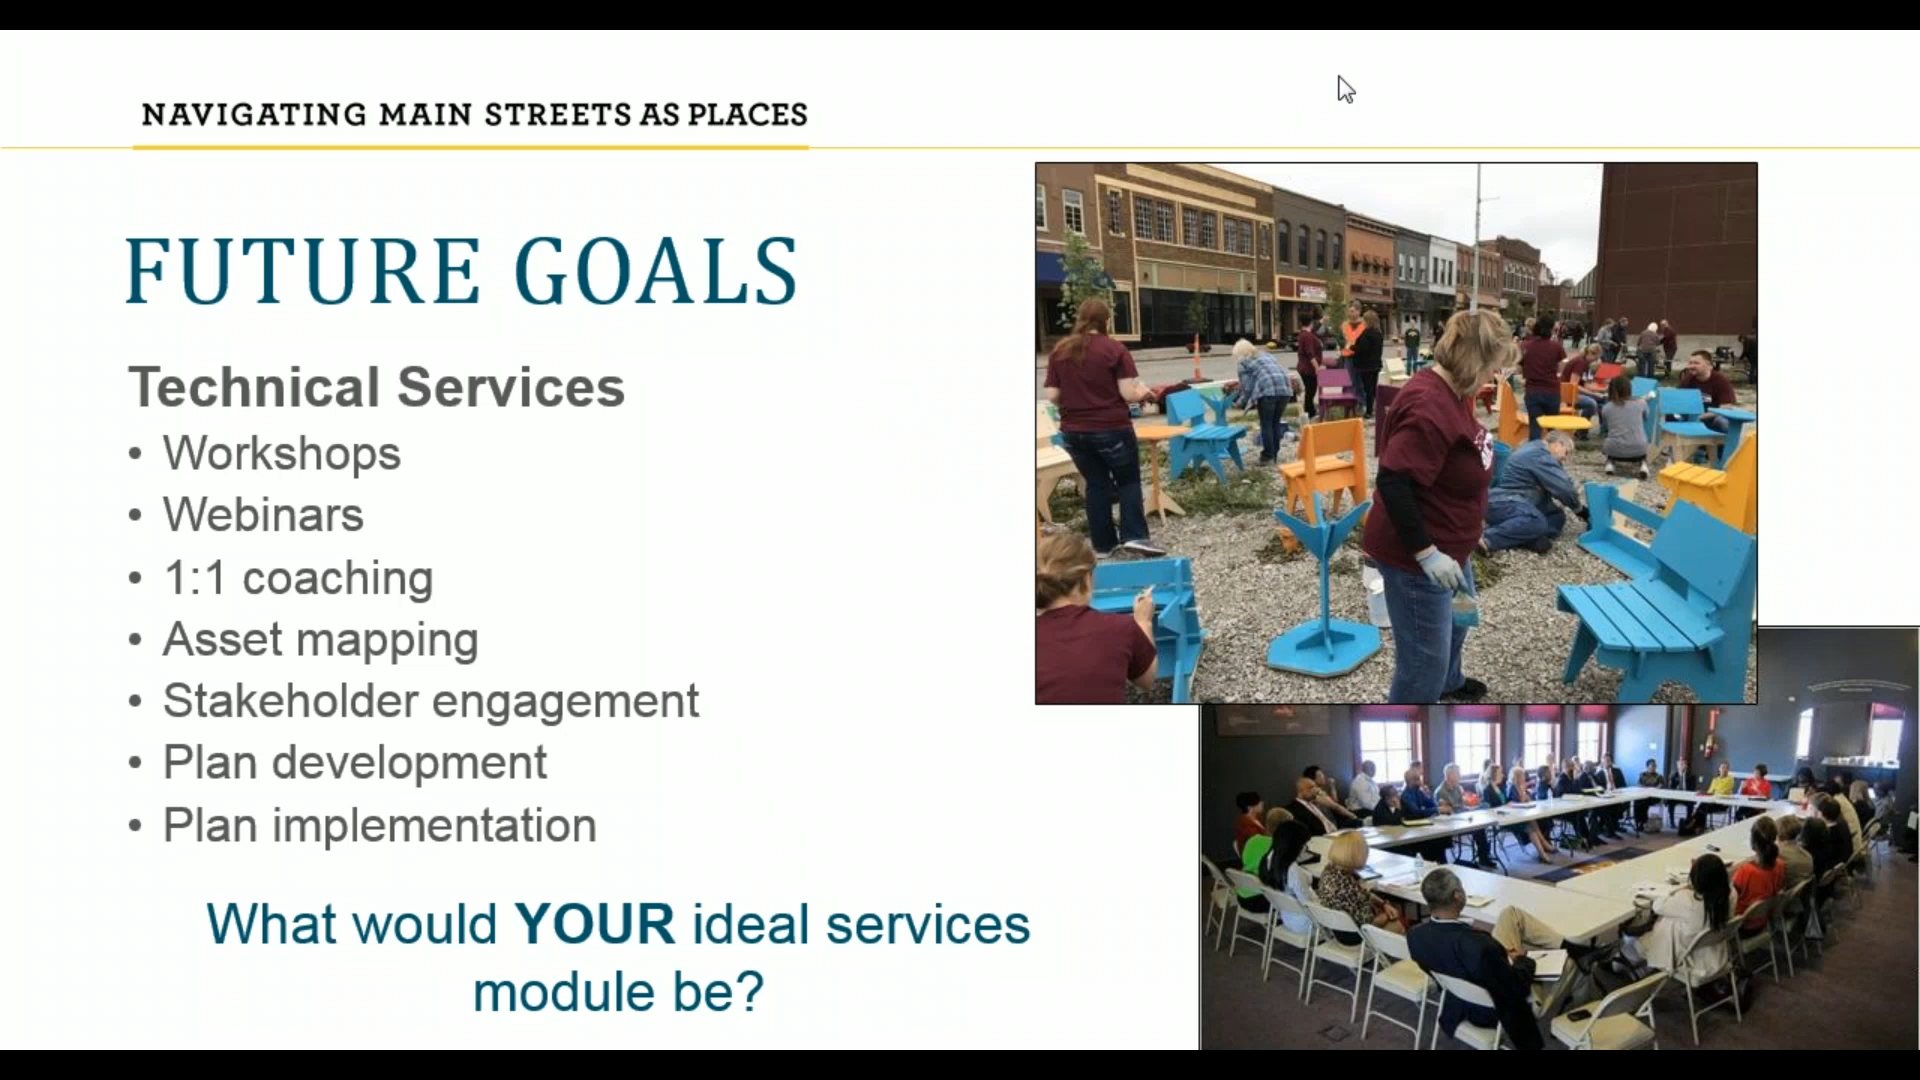 NAVIGATING MAIN STREETS AS PLACES
FUTURE GOALS
Technical Services
• Workshops
• Webinars
• 1:1 coaching
• Asset mapping
• Stakeholder engagement
• Plan development
• Plan implementation
What would YOUR ideal services
module be?